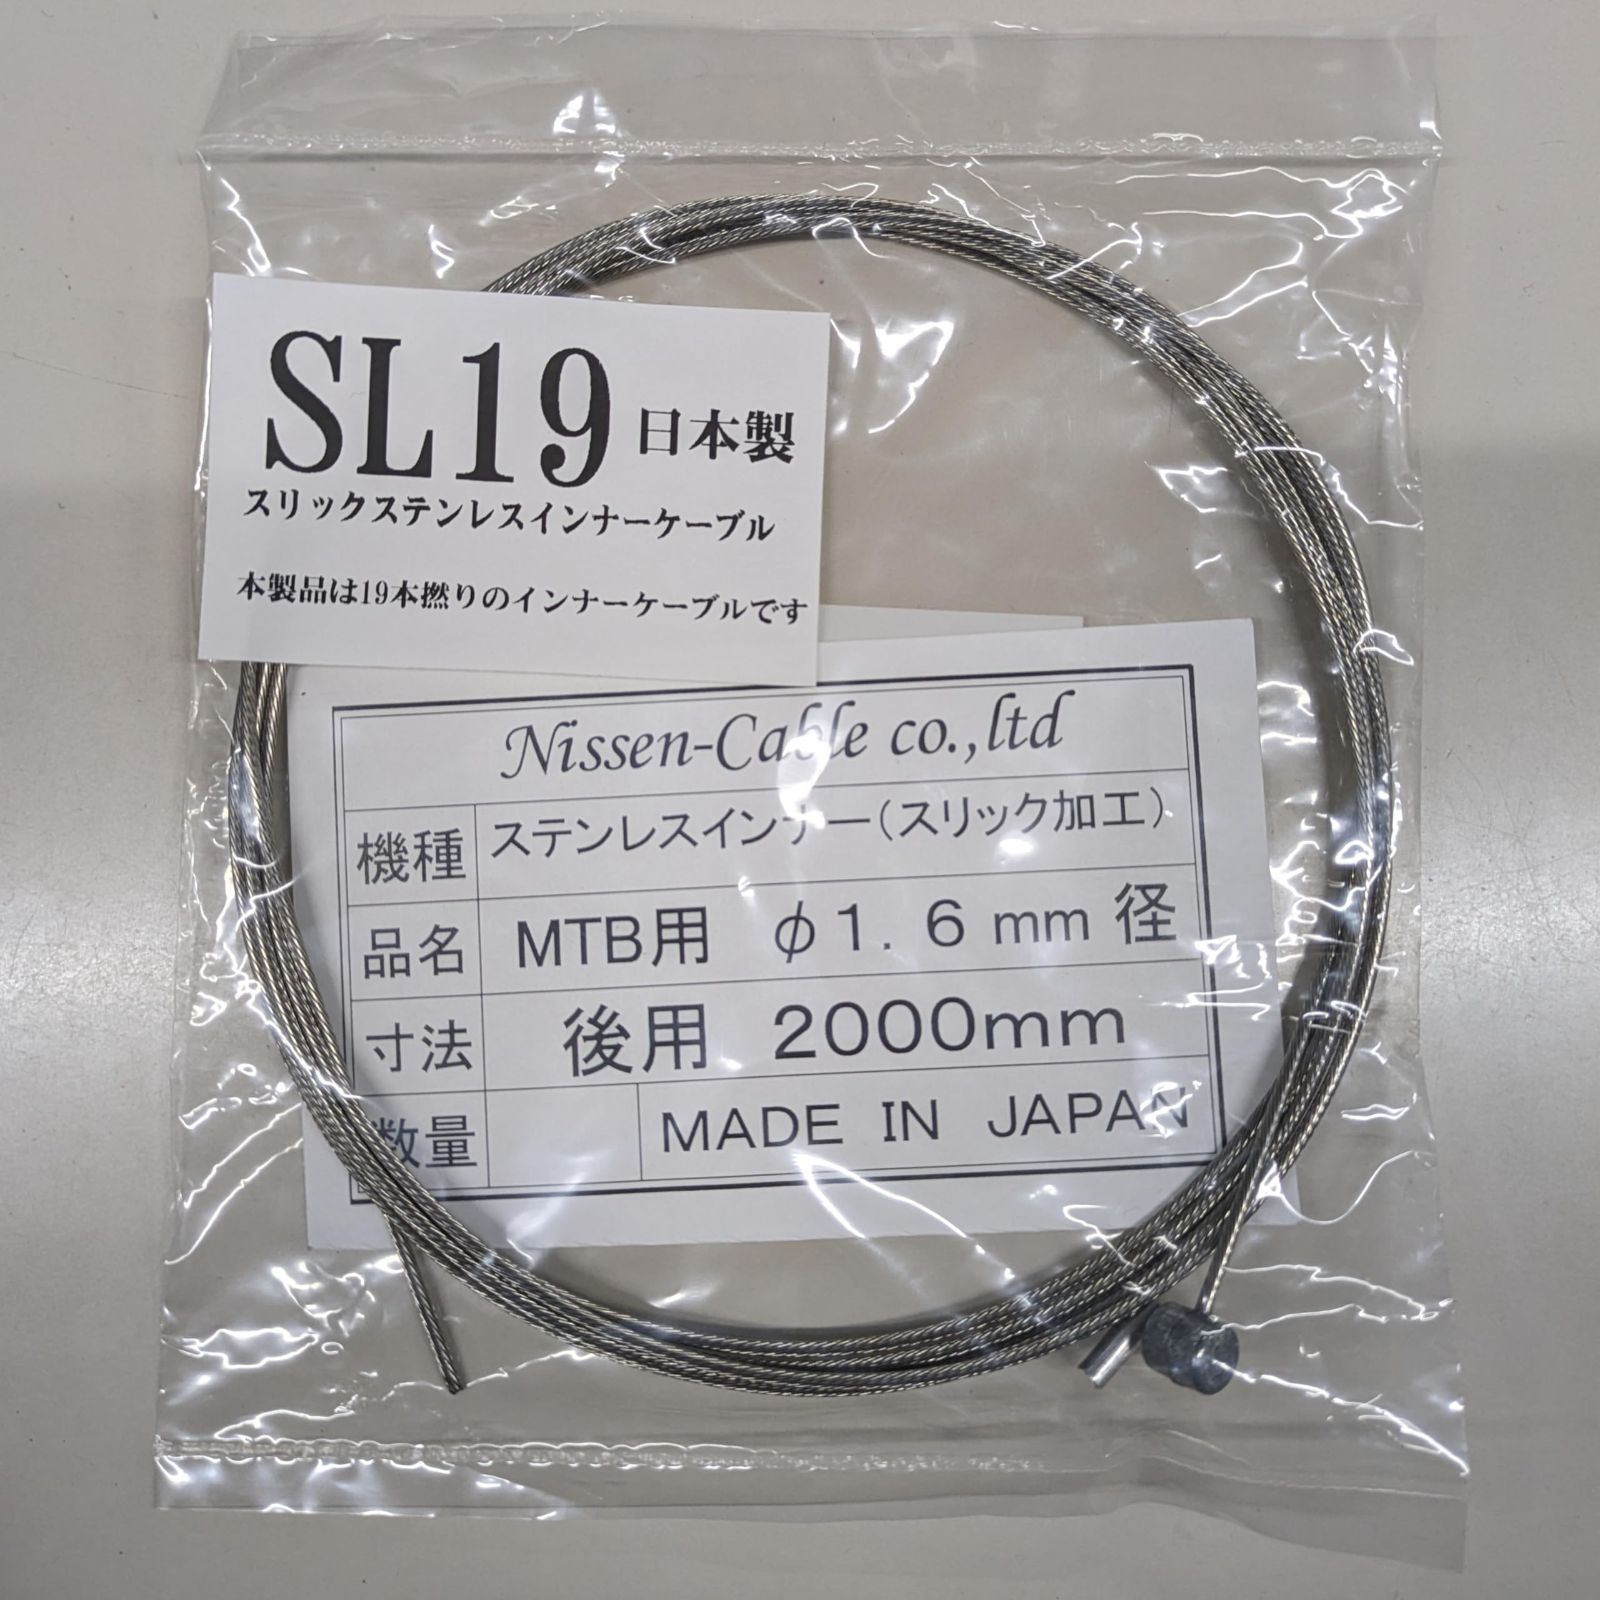 SL19 日本製
スリックステンレスインナーケーブル
本製品は19本撚りのインナーケーブルです
Nissen-Cable co.,ltd
機種 ステンレスインナー(スリック加工)
品名 MTB用 φ1.6mm 径
寸法 後用 2000mm
数量 MADE IN JAPAN